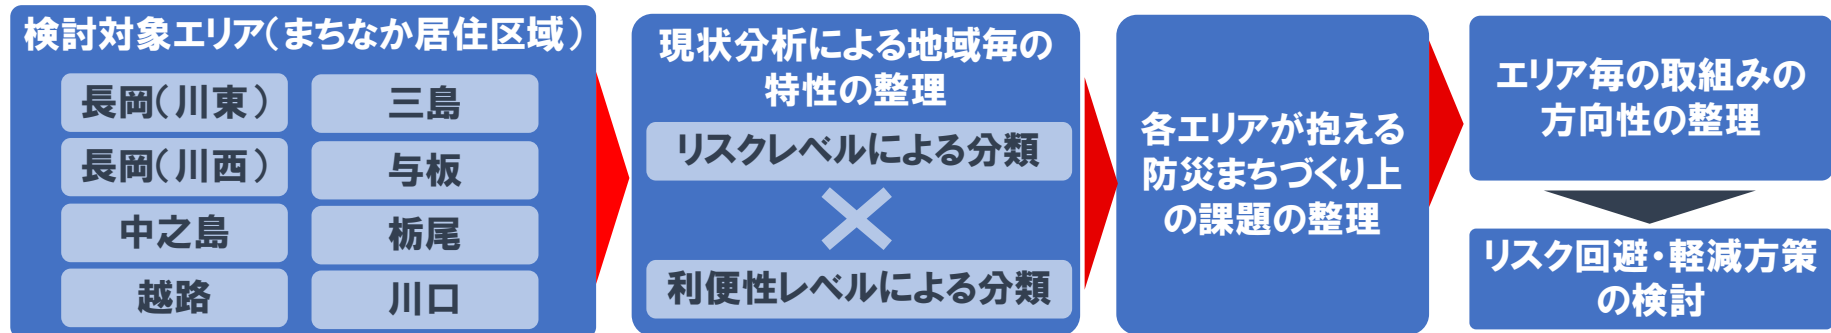 検討対象エリア(まちなか居住区域)
長岡(川東)
長岡(川西)
中之島
越路
三島
与板
栃尾
川口
現状分析による地域毎の
特性の整理
リスクレベルによる分類
×
利便性レベルによる分類
各エリアが抱える
防災まちづくり上
の課題の整理
エリア毎の取組みの
方向性の整理
リスク回避・軽減方策
の検討